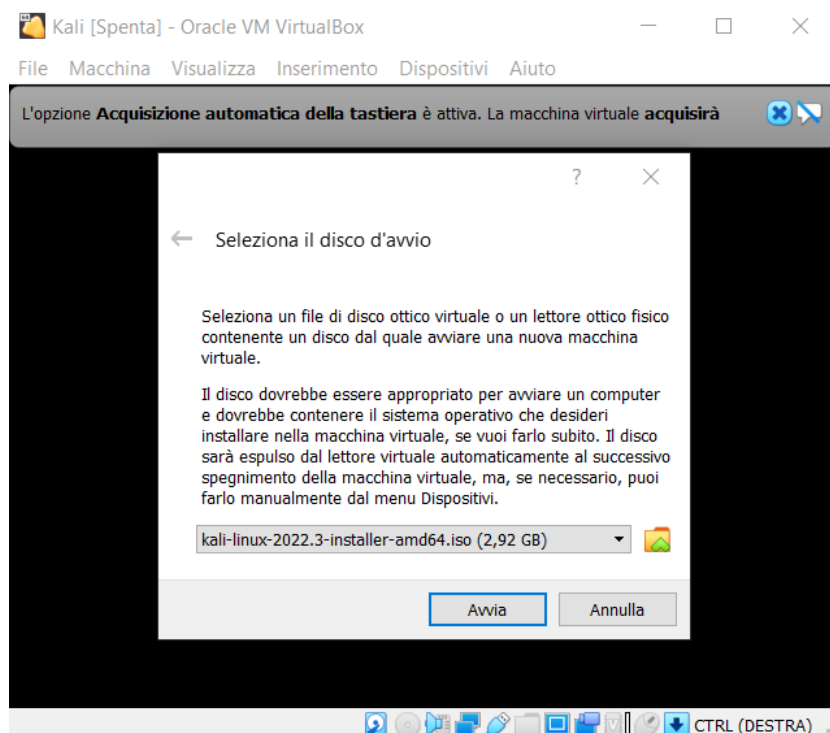 Kali [Spenta] - Oracle VM VirtualBox
File Macchina Visualizza Inserimento Dispositivi Aiuto
L'opzione Acquisizione automatica della tastiera è attiva. La macchina virtuale acquisirà
?
Seleziona il disco d'avvio
Seleziona un file di disco ottico virtuale o un lettore ottico fisico
contenente un disco dal quale avviare una nuova macchina
virtuale.
Il disco dovrebbe essere appropriato per avviare un computer
e dovrebbe contenere il sistema operativo che desideri
installare nella macchina virtuale, se vuoi farlo subito. Il disco
sarà espulso dal lettore virtuale automaticamente al successivo
spegnimento della macchina virtuale, ma, se necessario, puoi
farlo manualmente dal menu Dispositivi.
kali-linux-2022.3-installer-amd64.iso (2,92 GB)
Avvia Annulla
CTRL (DESTRA)